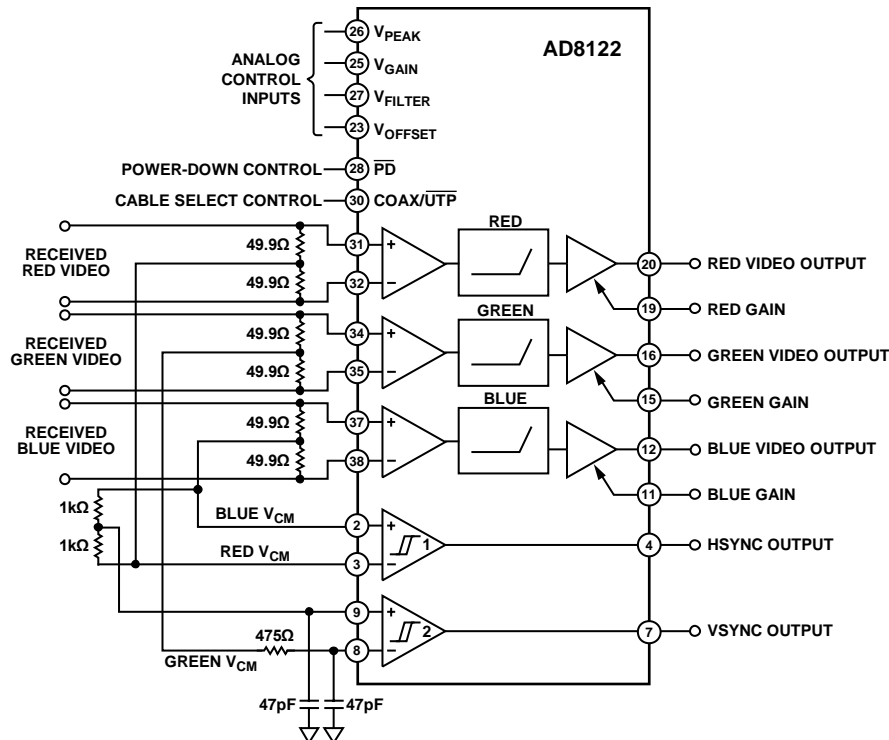 AD8122
ANALOG
CONTROL
INPUTS
26 VPEAK
25 VGAIN
27 VFILTER
23 VOFFSET
POWER-DOWN CONTROL 28 PD
CABLE SELECT CONTROL 30 COAX/UTP
RECEIVED
RED VIDEO
49.9Ω
49.9Ω
31 +
32 –
RED
20 RED VIDEO OUTPUT
19 RED GAIN
RECEIVED
GREEN VIDEO
49.9Ω
49.9Ω
34 +
35 –
GREEN
16 GREEN VIDEO OUTPUT
15 GREEN GAIN
RECEIVED
BLUE VIDEO
49.9Ω
49.9Ω
37 +
38 –
BLUE
12 BLUE VIDEO OUTPUT
11 BLUE GAIN
1kΩ
1kΩ
BLUE VCM 2 +
RED VCM 3 –
1
4 HSYNC OUTPUT
9 +
475Ω
8 –
GREEN VCM
2
7 VSYNC OUTPUT
47pF 47pF